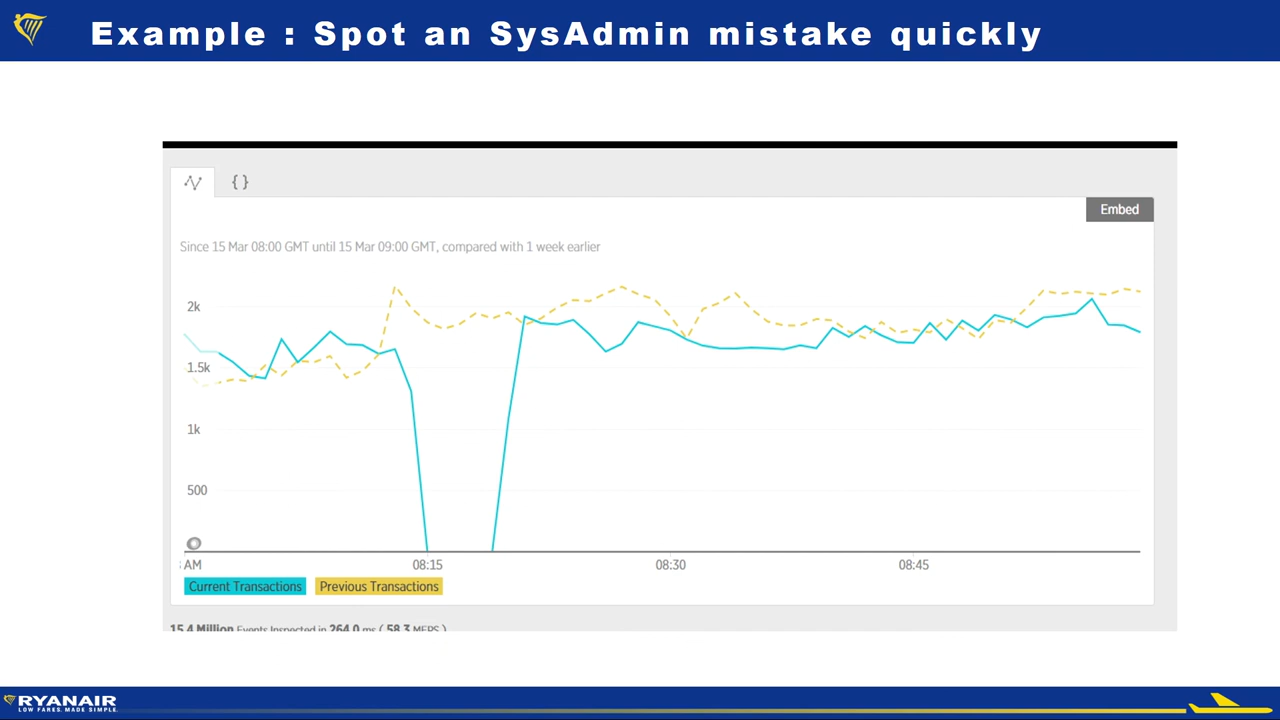 Example : Spot an SysAdmin mistake quickly
{ }
Embed
Since 15 Mar 08:00 GMT until 15 Mar 09:00 GMT, compared with 1 week earlier
2k
1.5k
1k
500
AM
08:15
08:30
08:45
Current Transactions
Previous Transactions
15.4 Million Events Inspected in 264.0 ms ( 58.3 MEPS )
RYANAIR
LOW FARES. MADE SIMPLE.